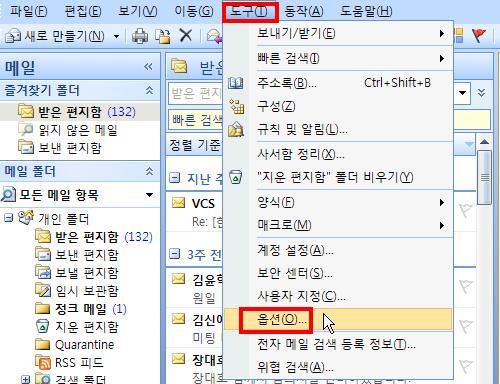 파일(F) 편집(E) 보기(V) 이동(G) 도구(T) 동작(A) 도움말(H)
새로 만들기(N)
메일
즐겨찾기 폴더
받은 편지함 (132)
읽지 않은 메일
보낸 편지함
메일 폴더
모든 메일 항목
개인 폴더
받은 편지함 (132)
보낸 편지함
임시 보관함
정크 메일 (1)
지운 편지함
Quarantine
RSS 피드
검색 폴더
받은
받은 편지
빠른 검색
정렬 기준
지난 주
VCS
Re: [한
3주 전
김윤
원일
김신
미팅
장대
보내기/받기(E)
빠른 검색(I)
주소록(B)... Ctrl+Shift+B
구성(Z)
규칙 및 알림(L)...
사서함 정리(X)...
"지운 편지함" 폴더 비우기(Y)
양식(F)
매크로(M)
계정 설정(A)...
보안 센터(S)...
사용자 지정(C)...
옵션(O)...
전자 메일 검색 등록 정보(T)...
위협 검색(A)...